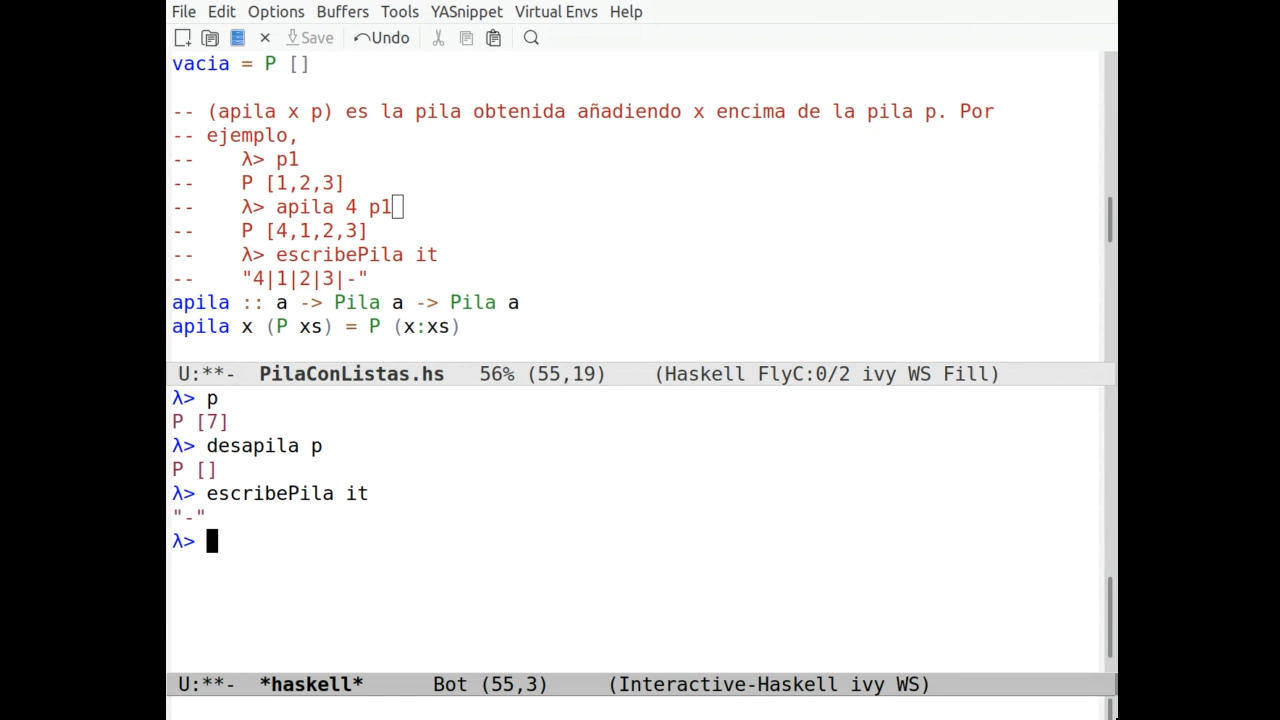 File Edit Options Buffers Tools YASnippet Virtual Envs Help
Save Undo
vacia = P []
-- (apila x p) es la pila obtenida añadiendo x encima de la pila p. Por
-- ejemplo,
--    λ> p1
--    P [1,2,3]
--    λ> apila 4 p1
--    P [4,1,2,3]
--    λ> escribePila it
--    "4|1|2|3|-"
apila :: a -> Pila a -> Pila a
apila x (P xs) = P (x:xs)
U:**-  PilaConListas.hs   56% (55,19)    (Haskell FlyC:0/2 ivy WS Fill)
λ> p
P [7]
λ> desapila p
P []
λ> escribePila it
"-"
λ>
U:**-  *haskell*      Bot (55,3)     (Interactive-Haskell ivy WS)